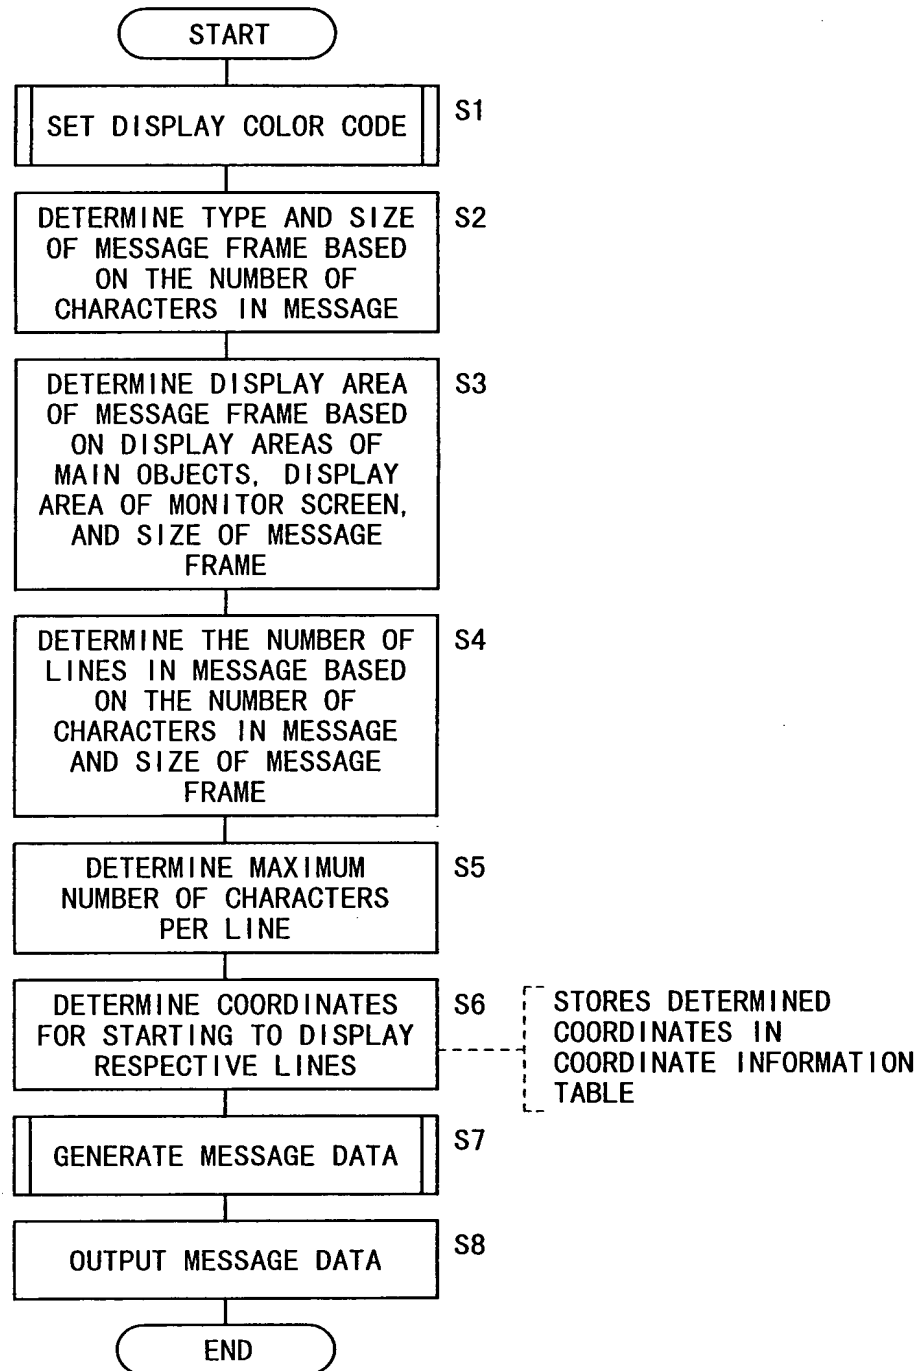 START
SET DISPLAY COLOR CODE
S1
DETERMINE TYPE AND SIZE
OF MESSAGE FRAME BASED
ON THE NUMBER OF
CHARACTERS IN MESSAGE
S2
DETERMINE DISPLAY AREA
OF MESSAGE FRAME BASED
ON DISPLAY AREAS OF
MAIN OBJECTS, DISPLAY
AREA OF MONITOR SCREEN,
AND SIZE OF MESSAGE
FRAME
S3
DETERMINE THE NUMBER OF
LINES IN MESSAGE BASED
ON THE NUMBER OF
CHARACTERS IN MESSAGE
AND SIZE OF MESSAGE
FRAME
S4
DETERMINE MAXIMUM
NUMBER OF CHARACTERS
PER LINE
S5
DETERMINE COORDINATES
FOR STARTING TO DISPLAY
RESPECTIVE LINES
S6
STORES DETERMINED
COORDINATES IN
COORDINATE INFORMATION
TABLE
GENERATE MESSAGE DATA
S7
OUTPUT MESSAGE DATA
S8
END